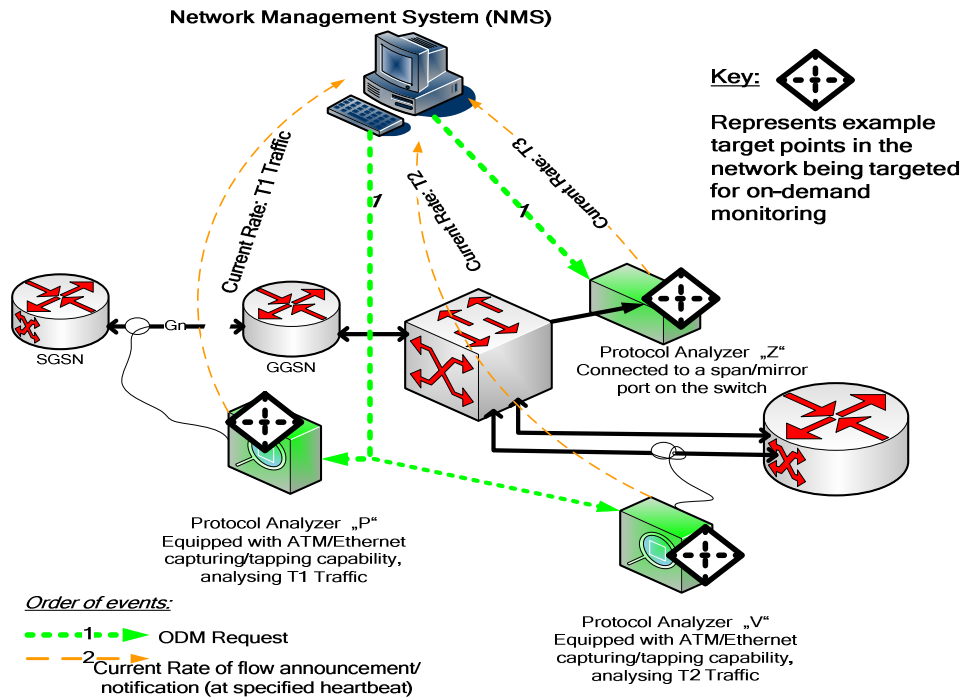 Network Management System (NMS)
Key:
Represents example
target points in the
network being targeted
for on-demand
monitoring
Current Rate: T1 Traffic
Current Rate: T2
Current Rate: T3
1
1
SGSN
Gn
GGSN
Protocol Analyzer „Z“
Connected to a span/mirror
port on the switch
Protocol Analyzer „P“
Equipped with ATM/Ethernet
capturing/tapping capability,
analysing T1 Traffic
Protocol Analyzer „V“
Equipped with ATM/Ethernet
capturing/tapping capability,
analysing T2 Traffic
Order of events:
1 ODM Request
2 Current Rate of flow announcement/
notification (at specified heartbeat)